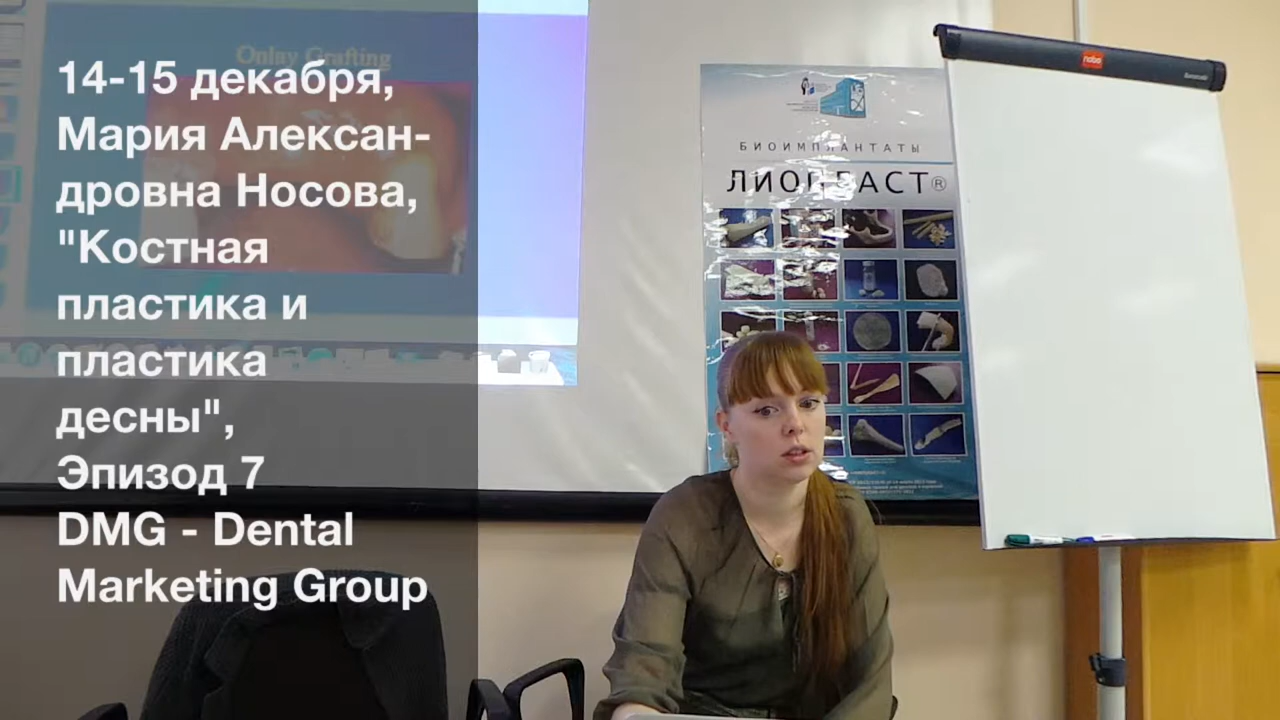 Onlay Grafting
14-15 декабря,
Мария Алексан-
дровна Носова,
"Костная
пластика и
пластика
десны",
Эпизод 7
DMG - Dental
Marketing Group
БИОИМПЛАНТАТЫ
ЛИОПЛАСТ®
nobo